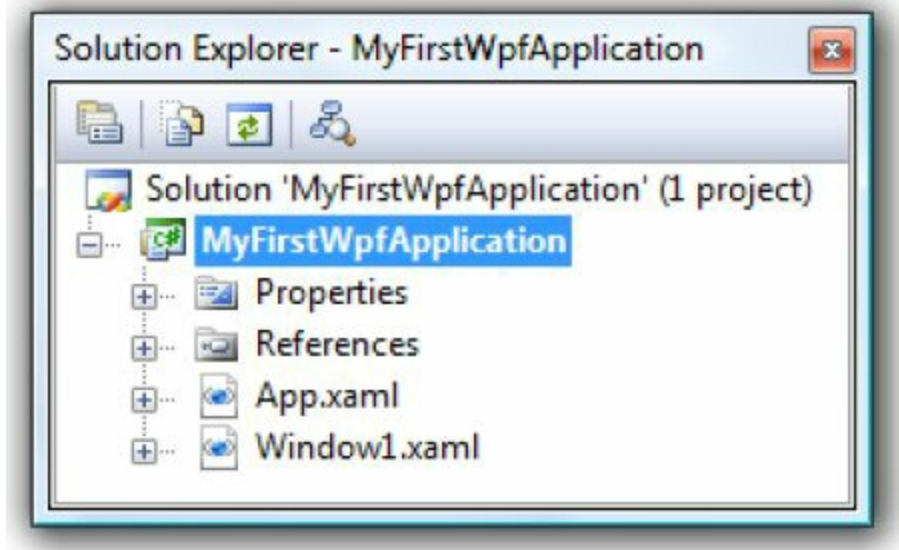 Solution Explorer - MyFirstWpfApplication
Solution 'MyFirstWpfApplication' (1 project)
MyFirstWpfApplication
Properties
References
App.xaml
Window1.xaml